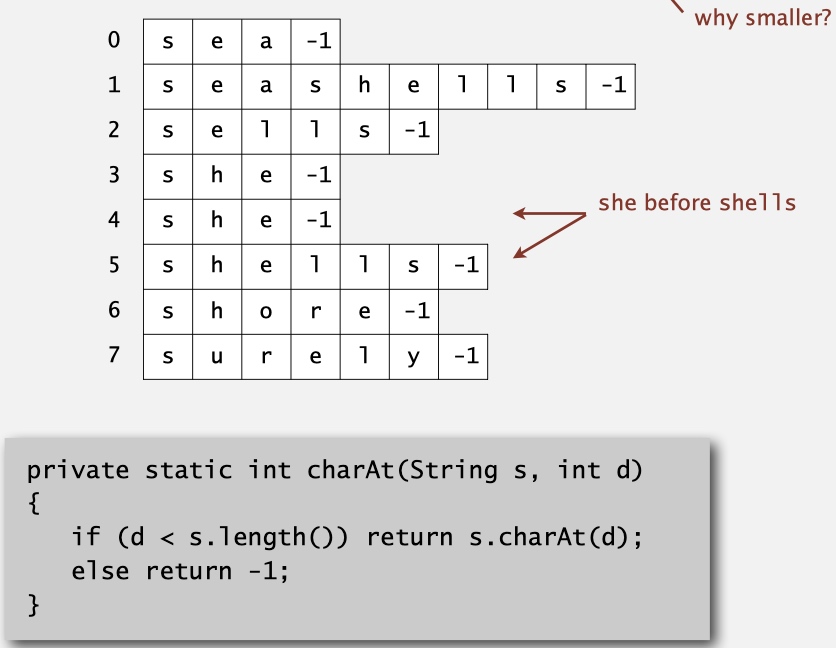 why smaller?
0 s e a -1
1 s e a s h e l l s -1
2 s e l l s -1
3 s h e -1
4 s h e -1
she before shells
5 s h e l l s -1
6 s h o r e -1
7 s u r e l y -1
private static int charAt(String s, int d)
{
if (d < s.length()) return s.charAt(d);
else return -1;
}